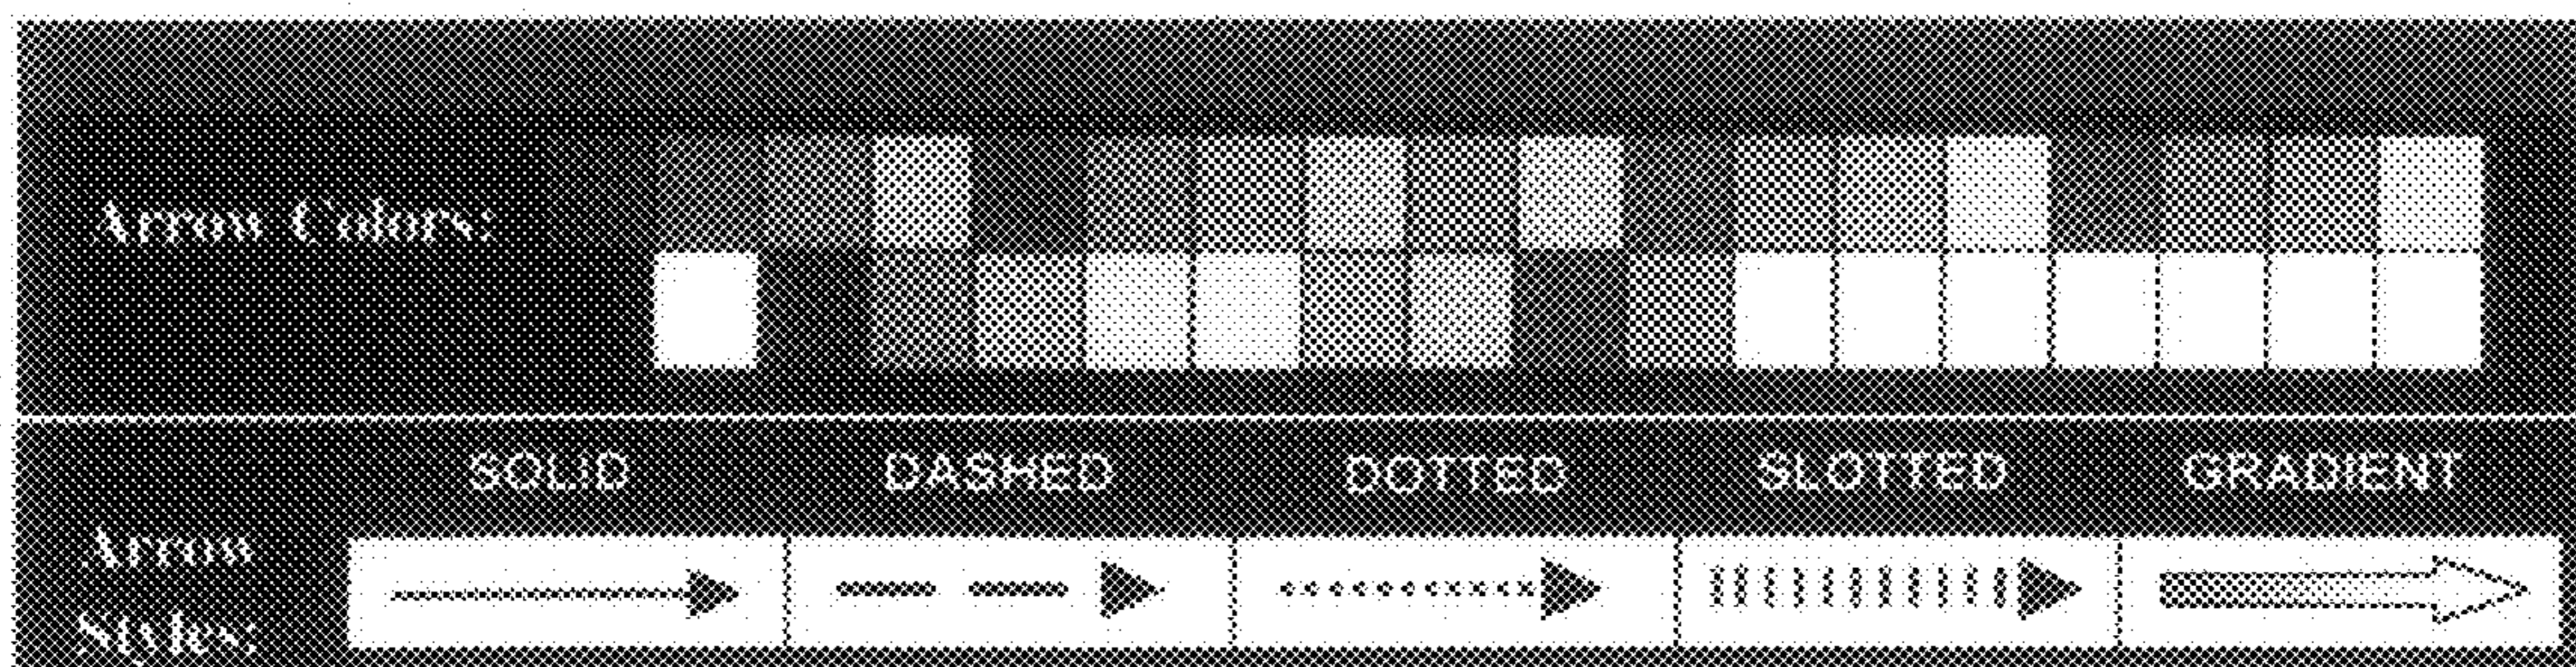 Arrow Colors:
SOLID DASHED DOTTED SLOTTED GRADIENT
Arrow
Styles: